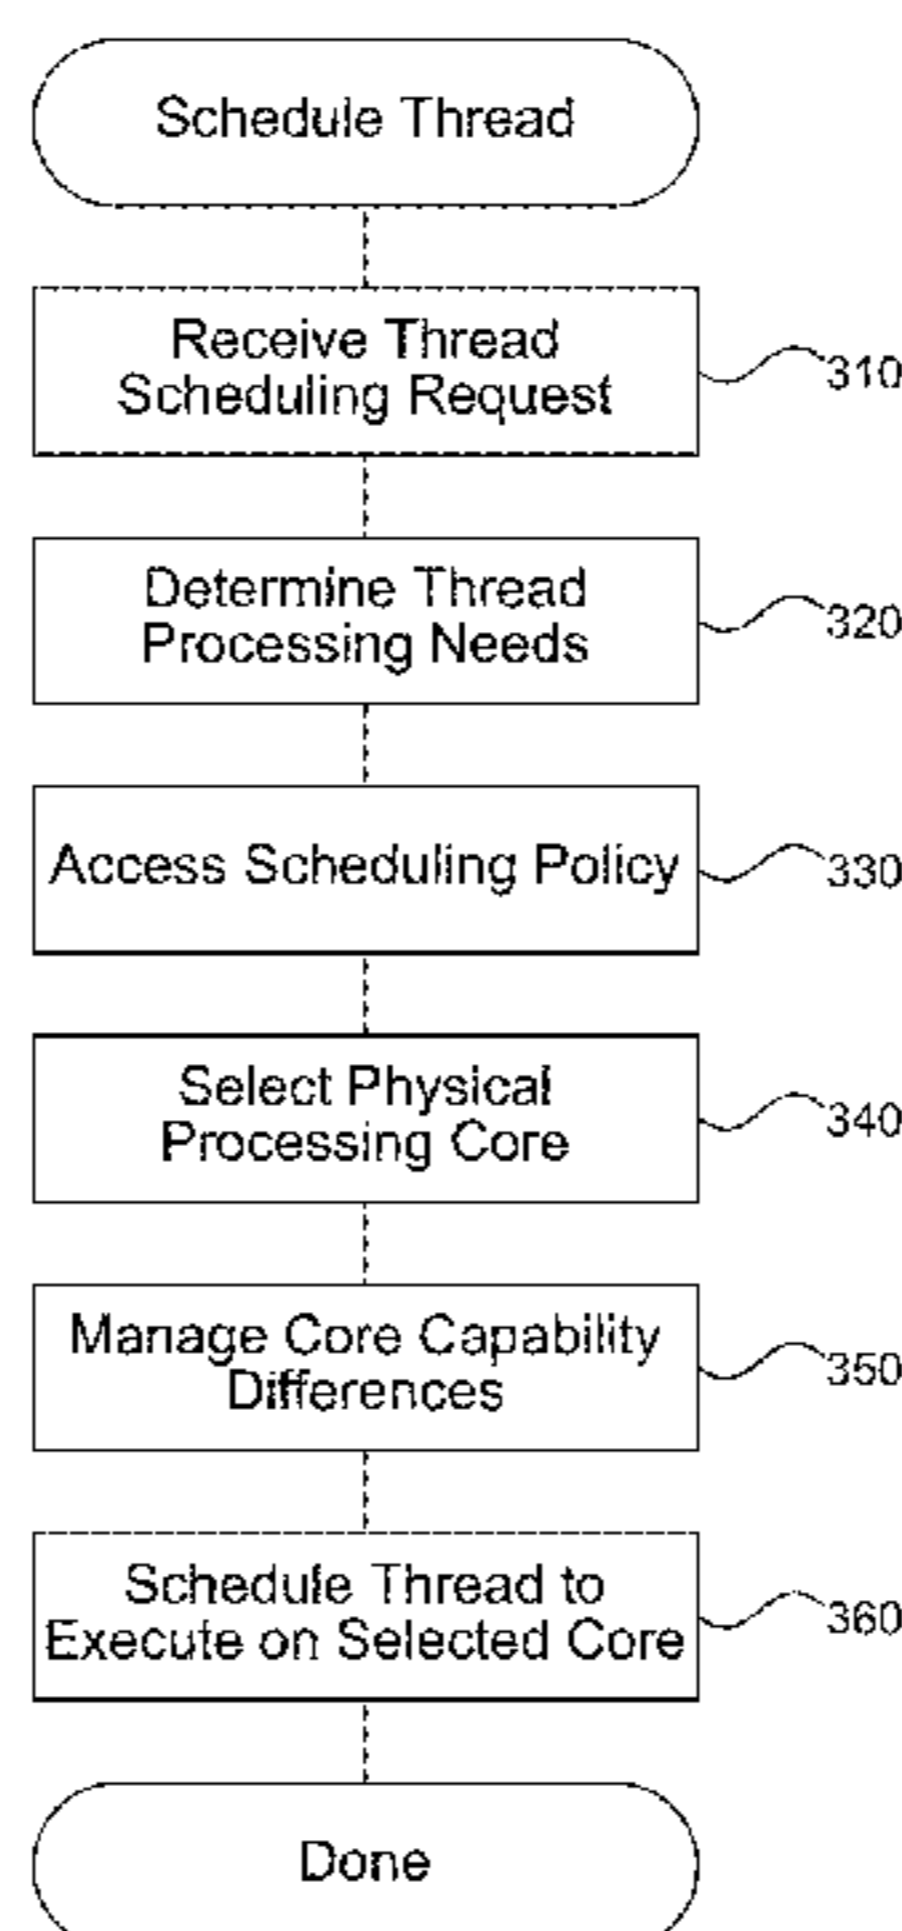 Schedule Thread
Receive Thread
Scheduling Request
310
Determine Thread
Processing Needs
320
Access Scheduling Policy
330
Select Physical
Processing Core
340
Manage Core Capability
Differences
350
Schedule Thread to
Execute on Selected Core
360
Done